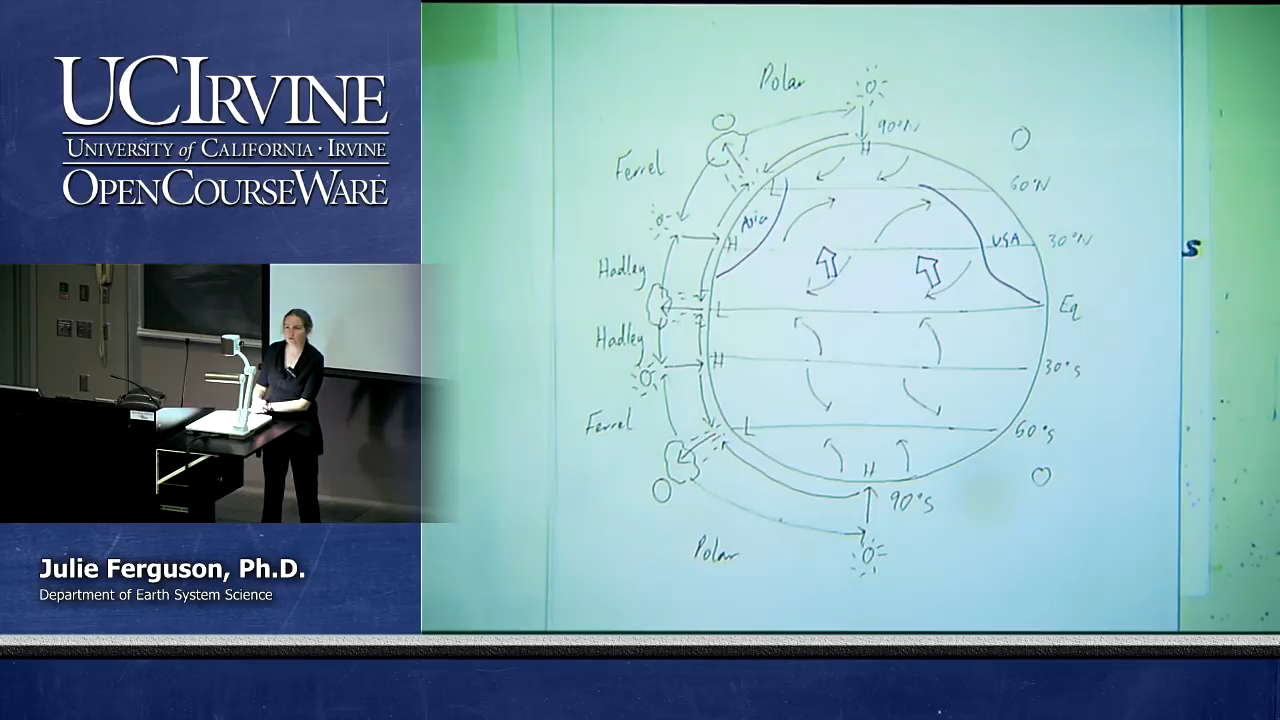 UCIRVINE
UNIVERSITY of CALIFORNIA · IRVINE
OPENCOURSEWARE
Julie Ferguson, Ph.D.
Department of Earth System Science
Polar
90°N
H
Ferrel
L
60°N
Asia
USA
30°N
H
S
Hadley
L
Eq
Hadley
H
30°S
Ferrel
L
60°S
H
90°S
Polar